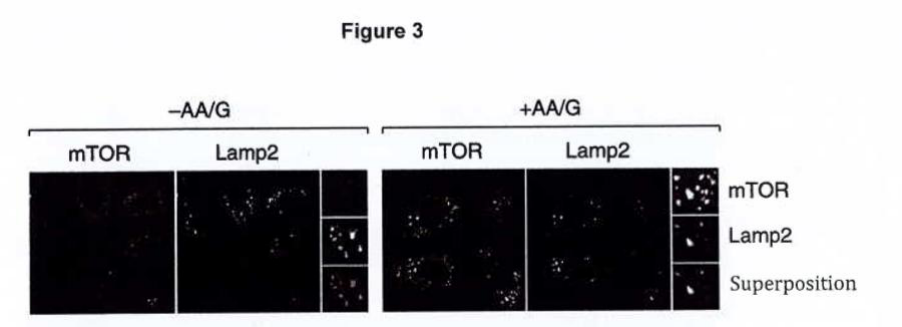 Figure 3
–AA/G
+AA/G
mTOR Lamp2 mTOR Lamp2
mTOR
Lamp2
Superposition